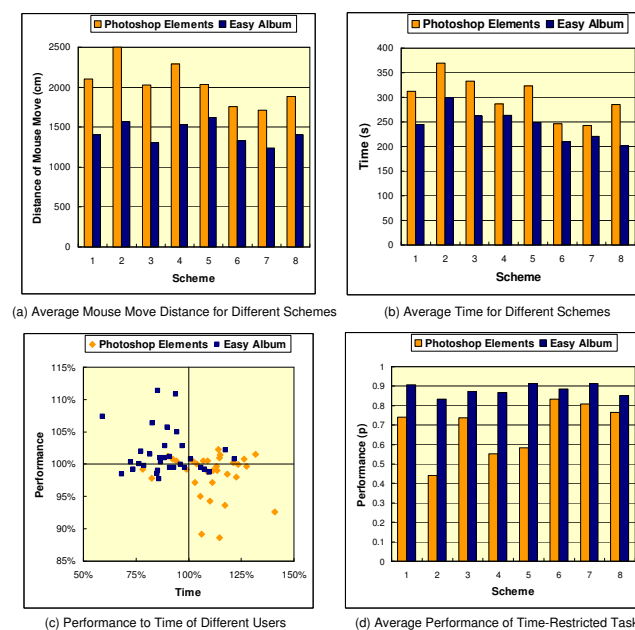 Photoshop Elements Easy Album
Distance of Mouse Move (cm)
2500
2000
1500
1000
500
0
1 2 3 4 5 6 7 8
Scheme
(a) Average Mouse Move Distance for Different Schemes
Photoshop Elements Easy Album
Time (s)
400
350
300
250
200
150
100
50
0
1 2 3 4 5 6 7 8
Scheme
(b) Average Time for Different Schemes
Photoshop Elements Easy Album
Performance
115%
110%
105%
100%
95%
90%
85%
50% 75% 100% 125% 150%
Time
(c) Performance to Time of Different Users
Photoshop Elements Easy Album
Performance (p)
1
0.9
0.8
0.7
0.6
0.5
0.4
0.3
0.2
0.1
0
1 2 3 4 5 6 7 8
Scheme
(d) Average Performance of Time-Restricted Task